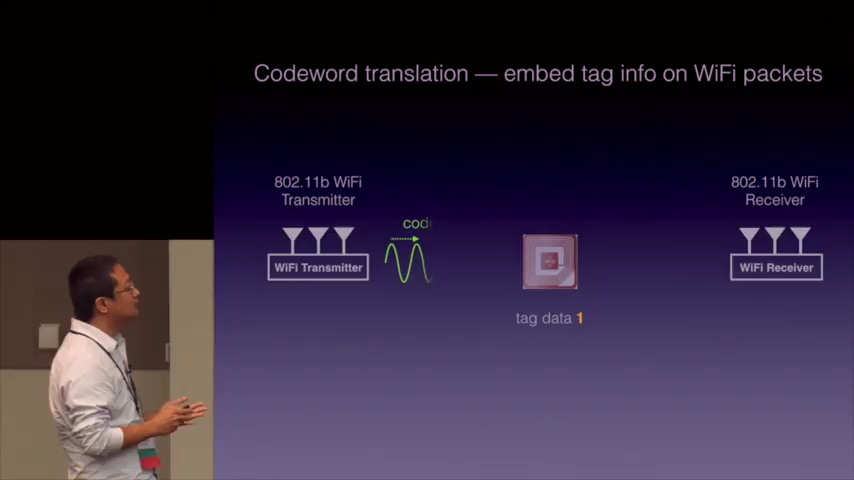 Codeword translation — embed tag info on WiFi packets
802.11b WiFi
Transmitter
802.11b WiFi
Receiver
WiFi Transmitter
WiFi Receiver
tag data 1